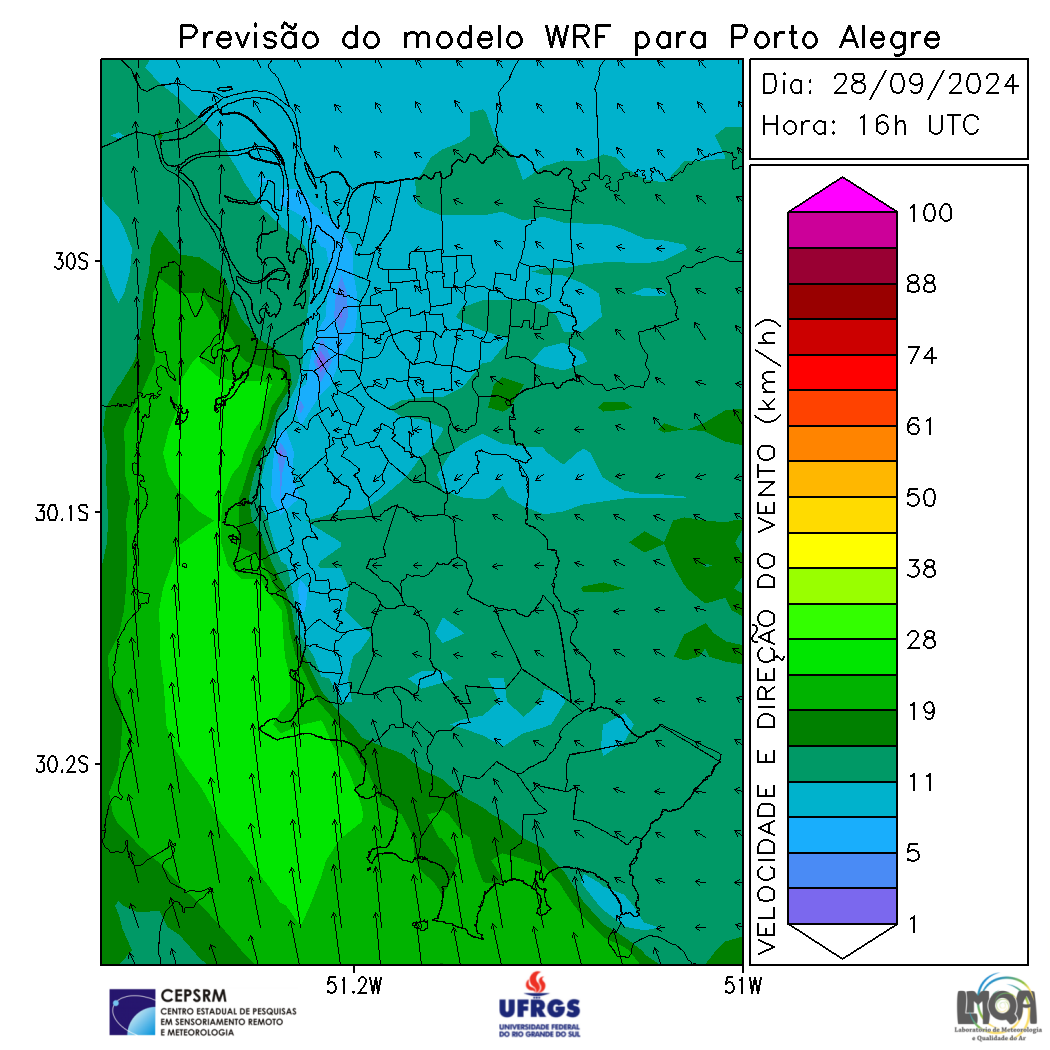 Previsão do modelo WRF para Porto Alegre
Dia: 28/09/2024
Hora: 16h UTC
30S
30.1S
30.2S
51.2W
51W
VELOCIDADE E DIREÇÃO DO VENTO (km/h)
100
88
74
61
50
38
28
19
11
5
1
CEPSRM
CENTRO ESTADUAL DE PESQUISAS
EM SENSORIAMENTO REMOTO
E METEOROLOGIA
UFRGS
UNIVERSIDADE FEDERAL
DO RIO GRANDE DO SUL
LMQA
Laboratório de Meteorologia
e Qualidade do Ar